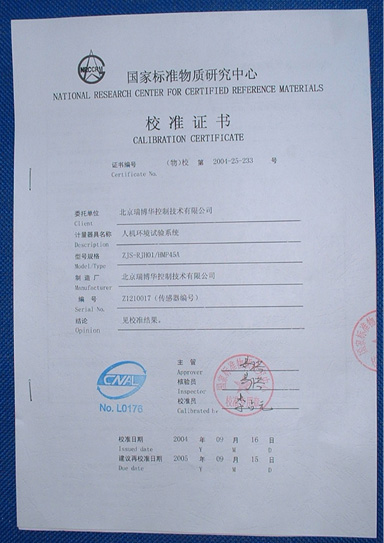 NRCCRM
国家标准物质研究中心
NATIONAL RESEARCH CENTER FOR CERTIFIED REFERENCE MATERIALS
校准证书
CALIBRATION CERTIFICATE
证书编号 (物)校 第 2004-25-233 号
Certificate No.
委托单位 北京瑞博华控制技术有限公司
计量器具名称 人机环境试验系统
Description
型号规格 ZJS-RJH01/HMP45A
Model/Type
制造厂 北京瑞博华控制技术有限公司
Manufacturer
编号 Z1210017(传感器编号)
Serial No.
结论 见校准结果。
Opinion
主管
Approver
核验员
Inspecter
校准员
Calibrated by
CNAL
No. L0176
校准日期 2004 年 09 月 16 日
Issued date Y M D
建议再校准日期 2005 年 09 月 15 日
Due date Y M D